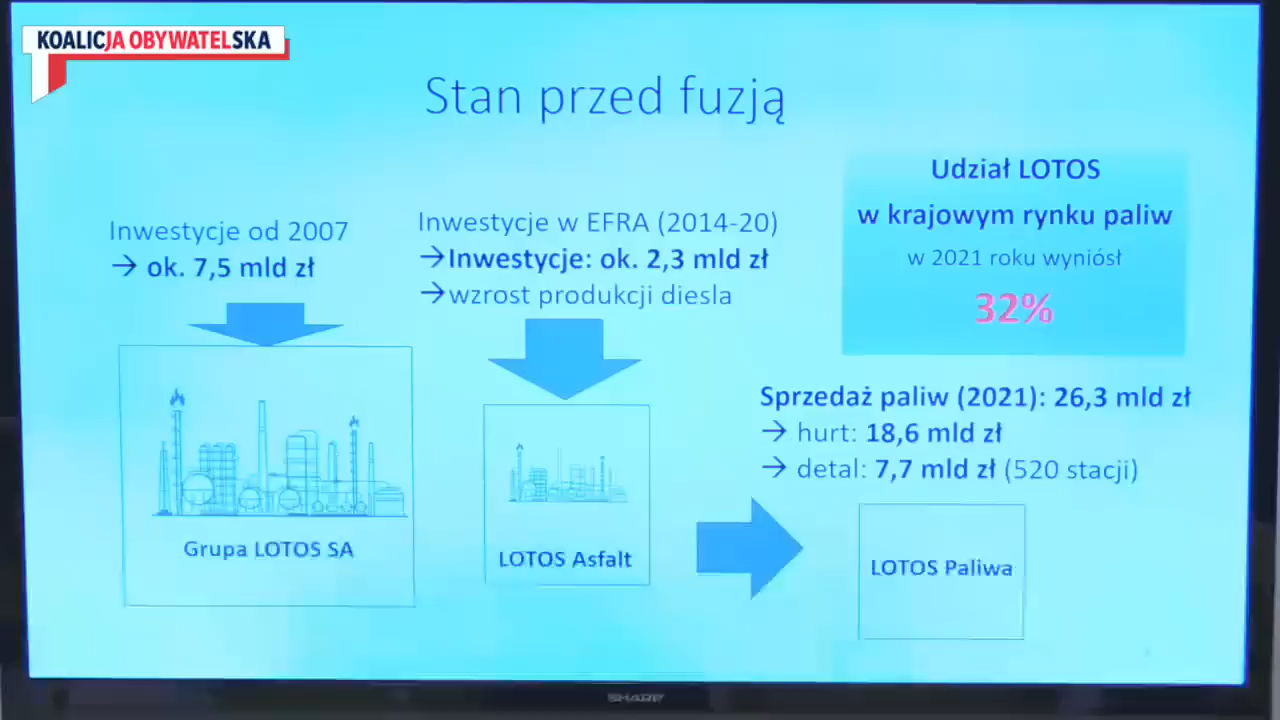 KOALICJA OBYWATELSKA
Stan przed fuzją
Inwestycje od 2007
→ ok. 7,5 mld zł
Inwestycje w EFRA (2014-20)
→Inwestycje: ok. 2,3 mld zł
→wzrost produkcji diesla
Udział LOTOS
w krajowym rynku paliw
w 2021 roku wyniósł
32%
Sprzedaż paliw (2021): 26,3 mld zł
→ hurt: 18,6 mld zł
→ detal: 7,7 mld zł (520 stacji)
Grupa LOTOS SA
LOTOS Asfalt
LOTOS Paliwa
SHARP